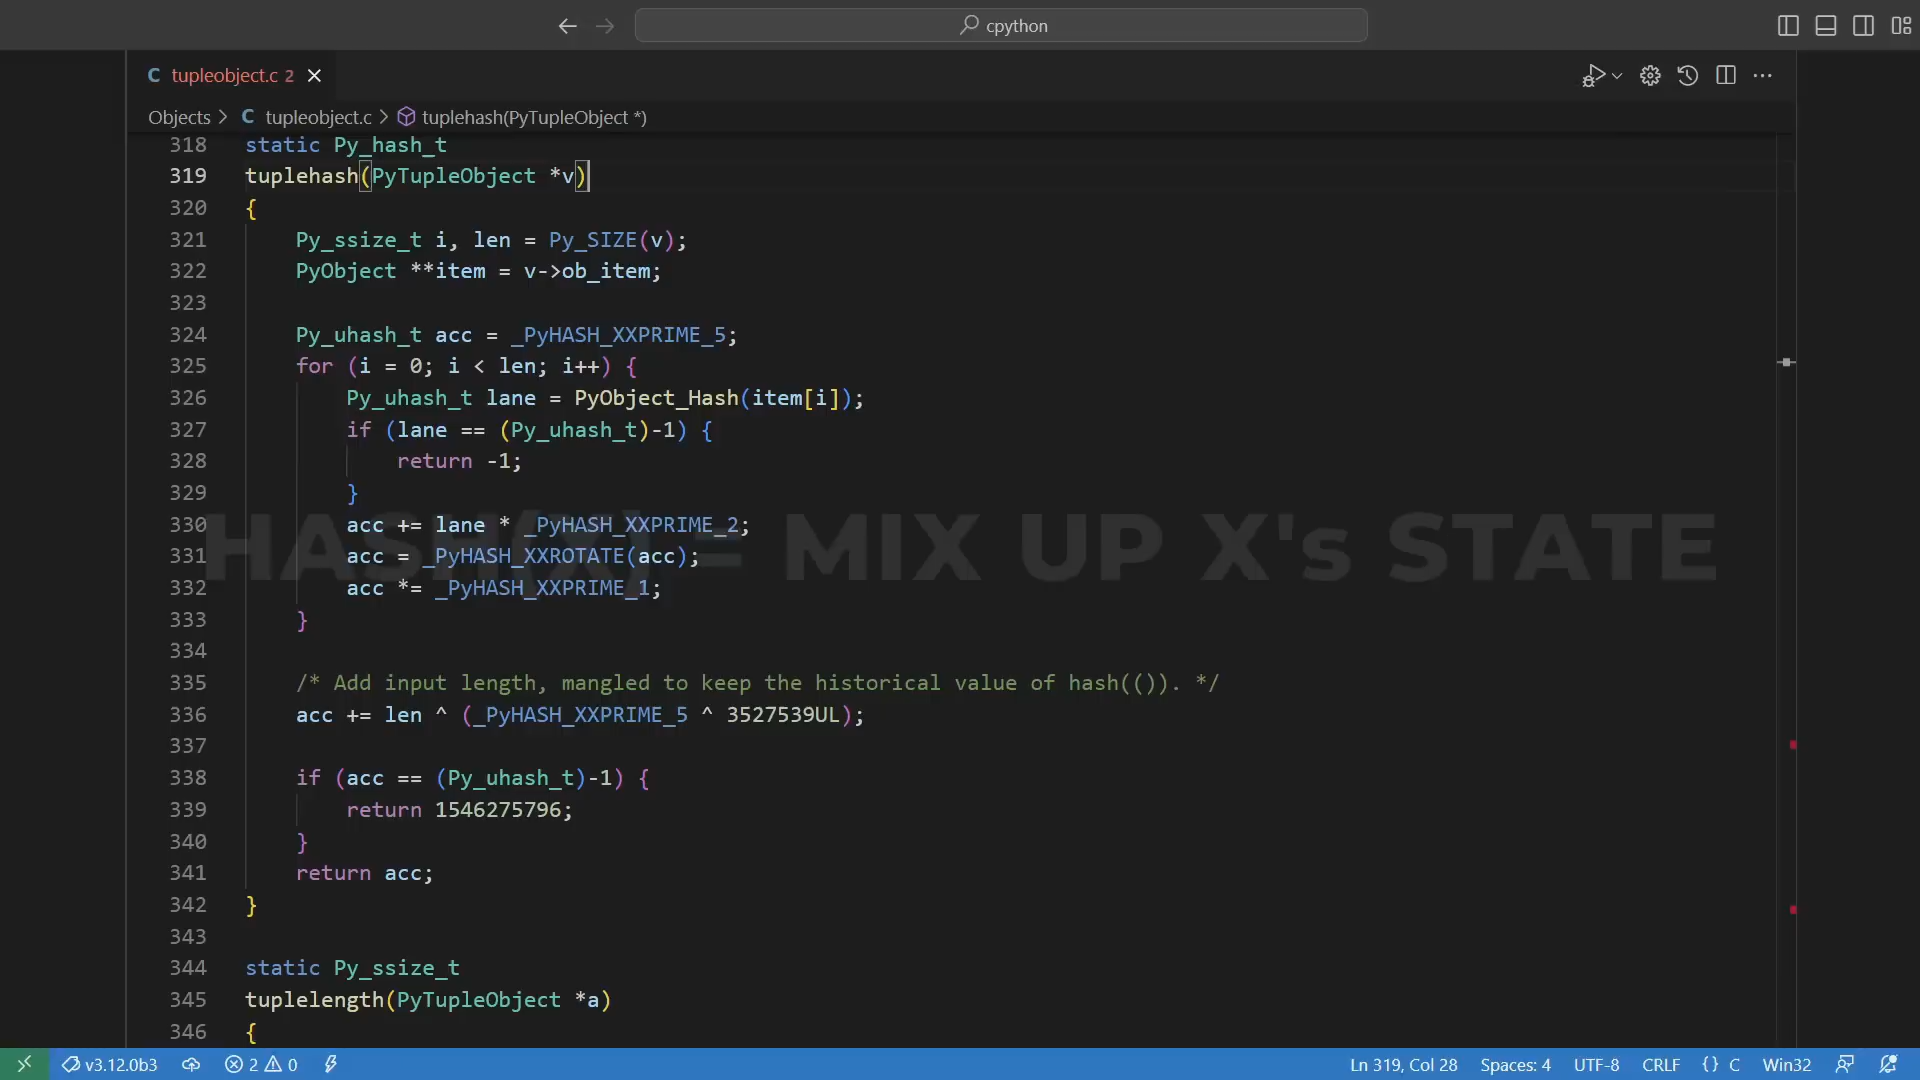 cpython
C tupleobject.c 2
Objects > C tupleobject.c > tuplehash(PyTupleObject *)
318 static Py_hash_t
319 tuplehash(PyTupleObject *v)
320 {
321 Py_ssize_t i, len = Py_SIZE(v);
322 PyObject **item = v->ob_item;
323
324 Py_uhash_t acc = _PyHASH_XXPRIME_5;
325 for (i = 0; i < len; i++) {
326 Py_uhash_t lane = PyObject_Hash(item[i]);
327 if (lane == (Py_uhash_t)-1) {
328 return -1;
329 }
330 acc += lane * _PyHASH_XXPRIME_2;
331 acc = _PyHASH_XXROTATE(acc);
HASH(X) = MIX UP X's STATE
332 acc *= _PyHASH_XXPRIME_1;
333 }
334
335 /* Add input length, mangled to keep the historical value of hash(()). */
336 acc += len ^ (_PyHASH_XXPRIME_5 ^ 3527539UL);
337
338 if (acc == (Py_uhash_t)-1) {
339 return 1546275796;
340 }
341 return acc;
342 }
343
344 static Py_ssize_t
345 tuplelength(PyTupleObject *a)
346 {
v3.12.0b3 2 0 Ln 319, Col 28 Spaces: 4 UTF-8 CRLF {} C Win32